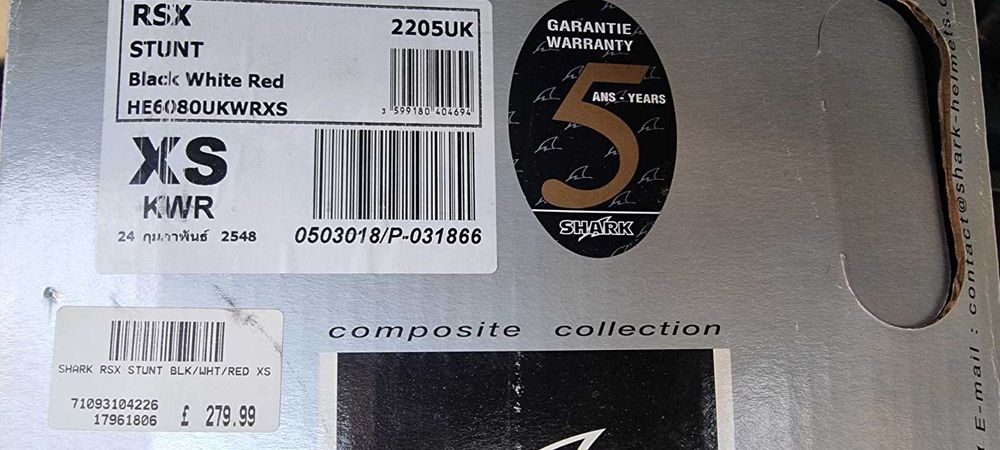 RSX
2205UK
STUNT
Black White Red
HE6080UKWRXS
3 599180 404694
XS
KWR
24 กุมภาพันธ์ 2548
0503018/P-031866
GARANTIE
WARRANTY
5
ANS - YEARS
SHARK
composite collection
SHARK RSX STUNT BLK/WHT/RED XS
71093104226
17961806
£ 279.99
E-mail : contact@shark-helmets.c